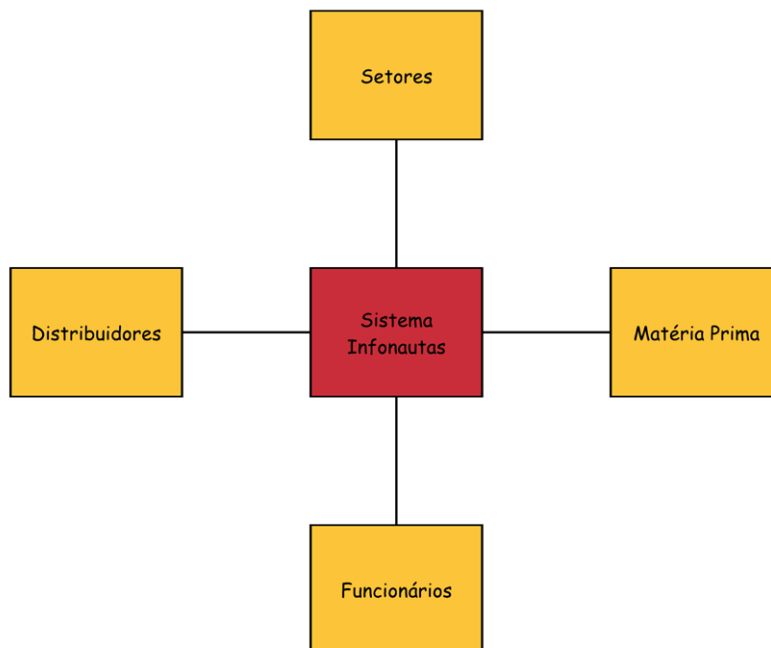 Setores
Distribuidores
Sistema
Infonautas
Matéria Prima
Funcionários